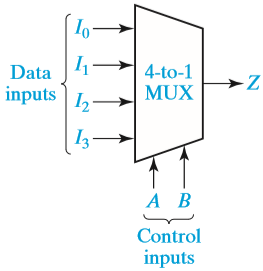 I₀
I₁
Data
inputs
I₂
I₃
4-to-1
MUX
Z
A B
Control
inputs